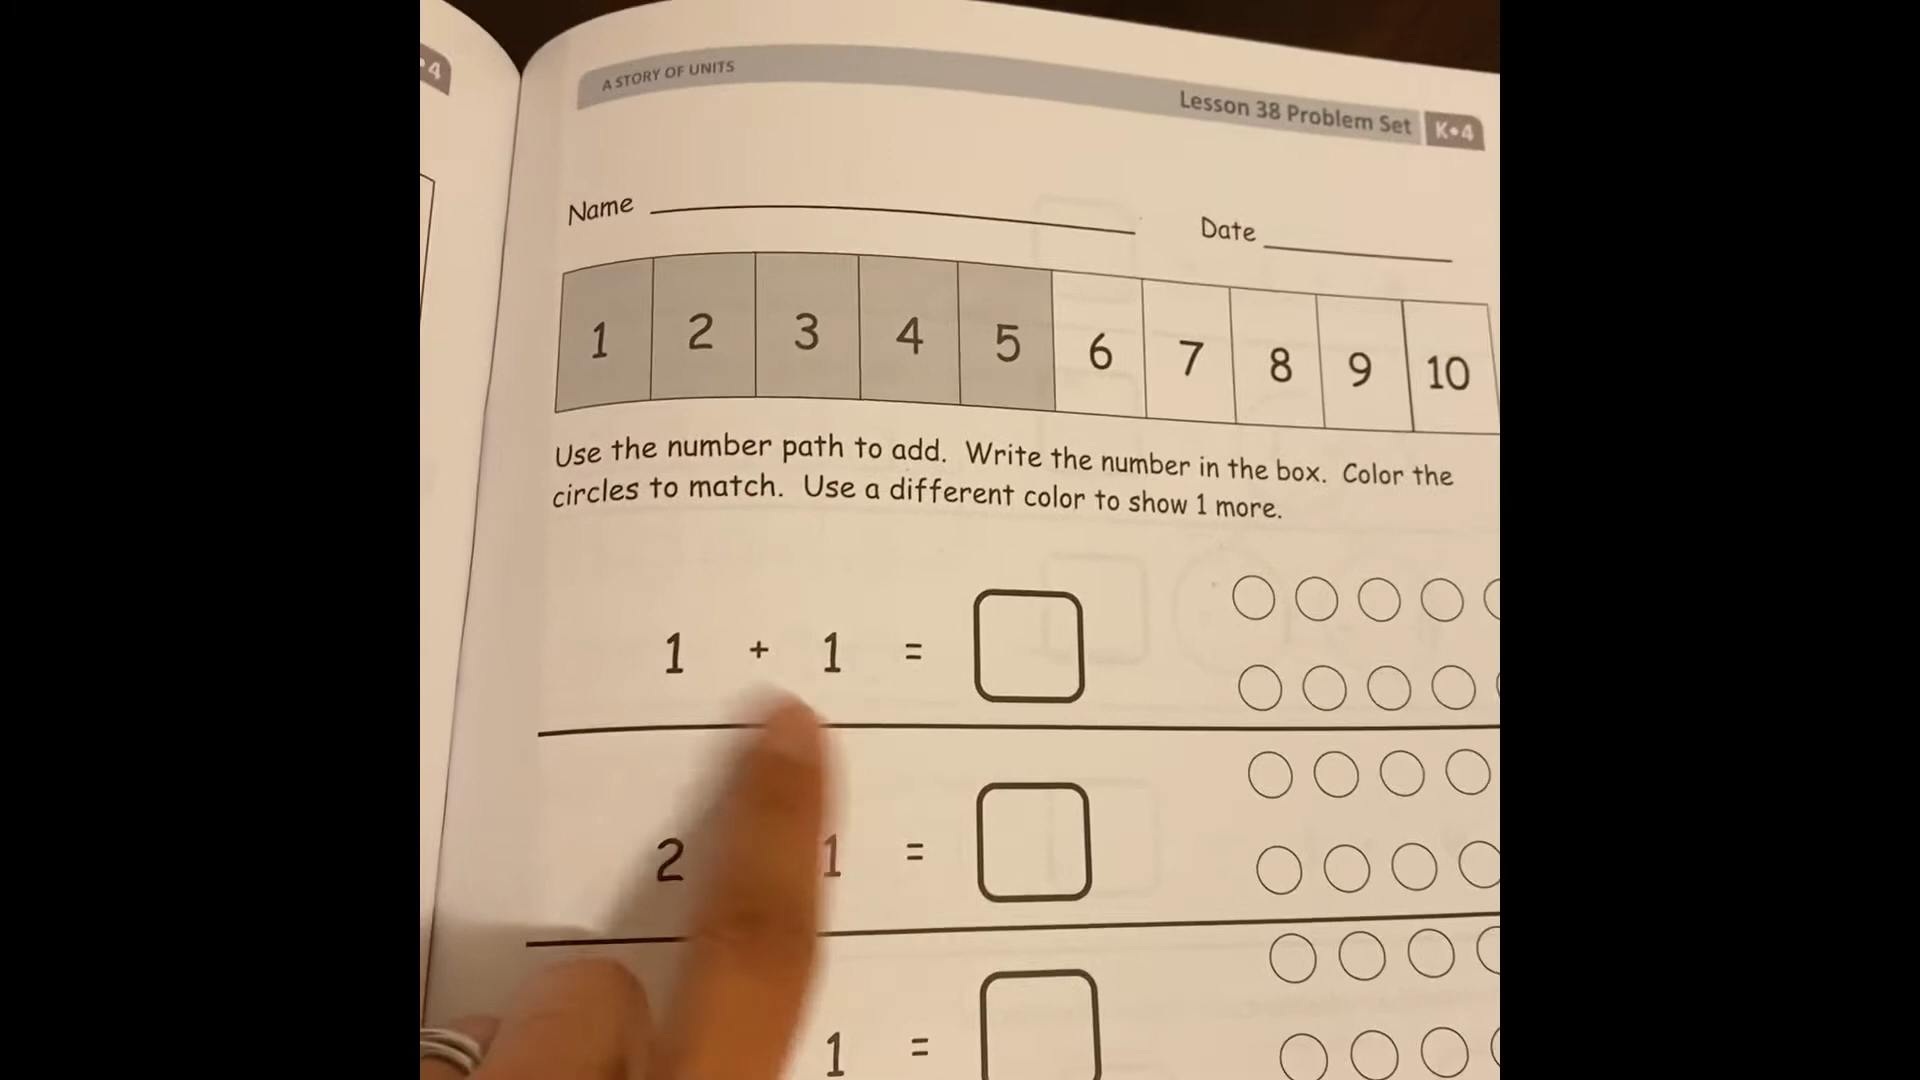 •4
A STORY OF UNITS
Lesson 38 Problem Set K•4
Name
Date
1 2 3 4 5 6 7 8 9 10
Use the number path to add. Write the number in the box. Color the
circles to match. Use a different color to show 1 more.
1 + 1 =
2 1 =
1 =